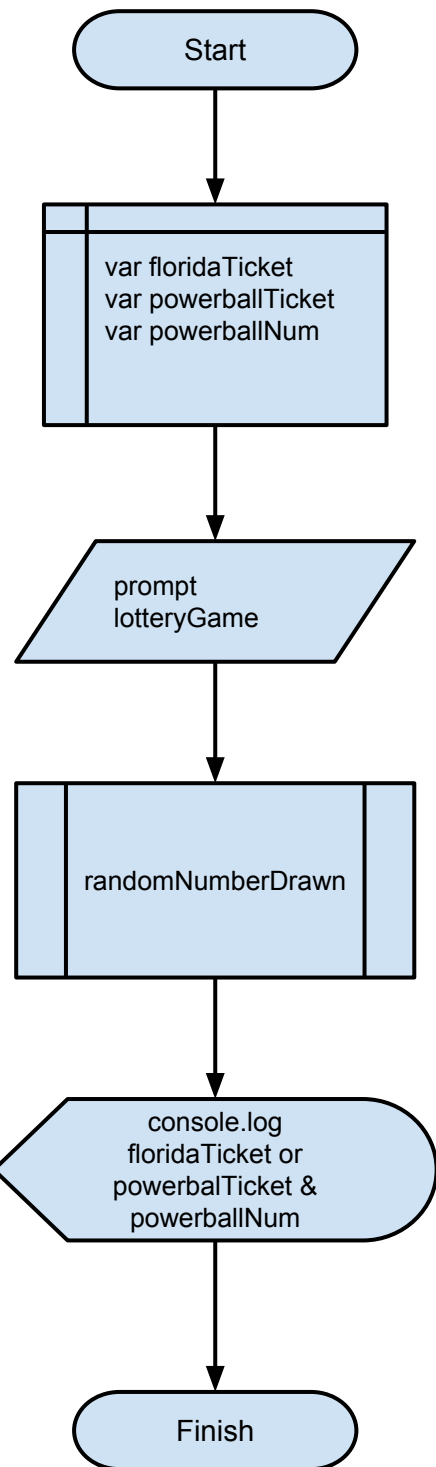 Start
var floridaTicket
var powerballTicket
var powerballNum
prompt
lotteryGame
randomNumberDrawn
console.log
floridaTicket or
powerbalTicket &
powerballNum
Finish